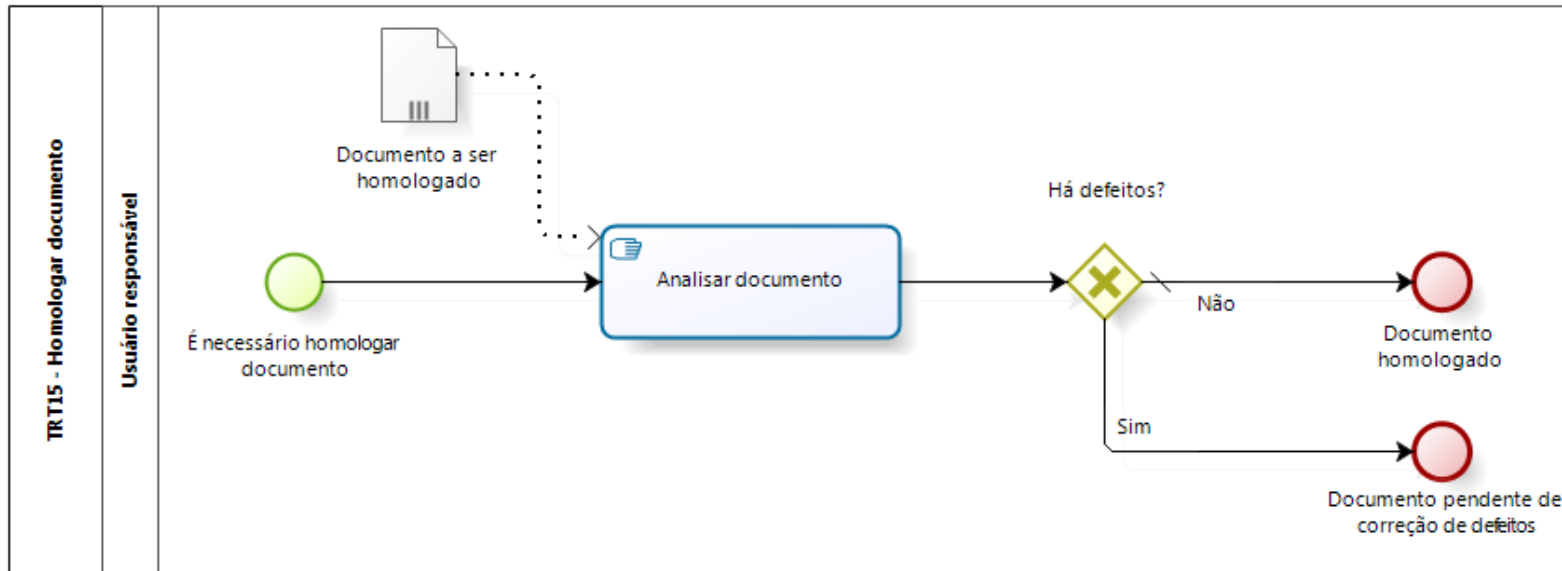 TRT15 - Homologar documento
Usuário responsável
Documento a ser
homologado
Há defeitos?
Analisar documento
É necessário homologar
documento
Não
Documento
homologado
Sim
Documento pendente de
correção de defeitos